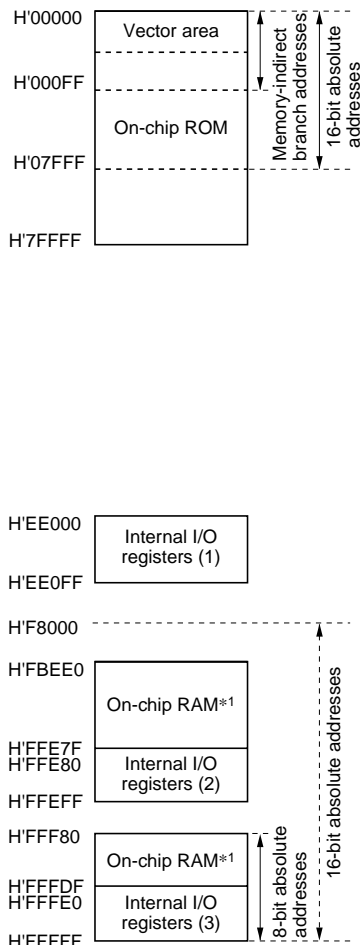 H'00000
Vector area
H'000FF
On-chip ROM
H'07FFF
H'7FFFF
Memory-indirect
branch addresses
16-bit absolute
addresses
H'EE000
Internal I/O
registers (1)
H'EE0FF
H'F8000
H'FBEE0
On-chip RAM*1
H'FFE7F
H'FFE80
Internal I/O
registers (2)
H'FFEFF
H'FFF80
On-chip RAM*1
H'FFFDF
H'FFFE0
Internal I/O
registers (3)
H'FFFFF
8-bit absolute
addresses
16-bit absolute addresses